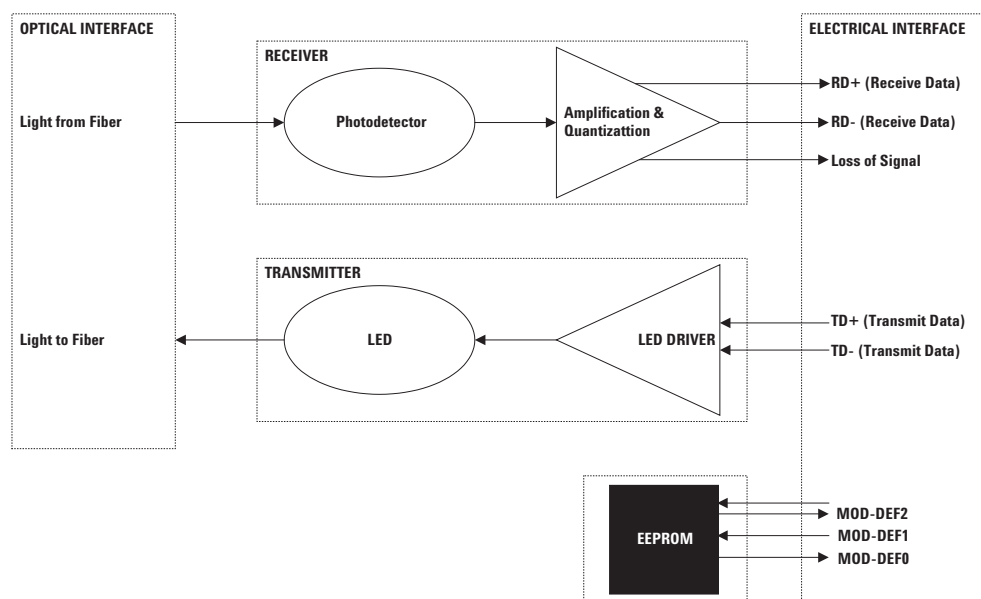 OPTICAL INTERFACE
ELECTRICAL INTERFACE
RECEIVER
Light from Fiber
Photodetector
Amplification &
Quantizattion
RD+ (Receive Data)
RD- (Receive Data)
Loss of Signal
TRANSMITTER
Light to Fiber
LED
LED DRIVER
TD+ (Transmit Data)
TD- (Transmit Data)
EEPROM
MOD-DEF2
MOD-DEF1
MOD-DEF0